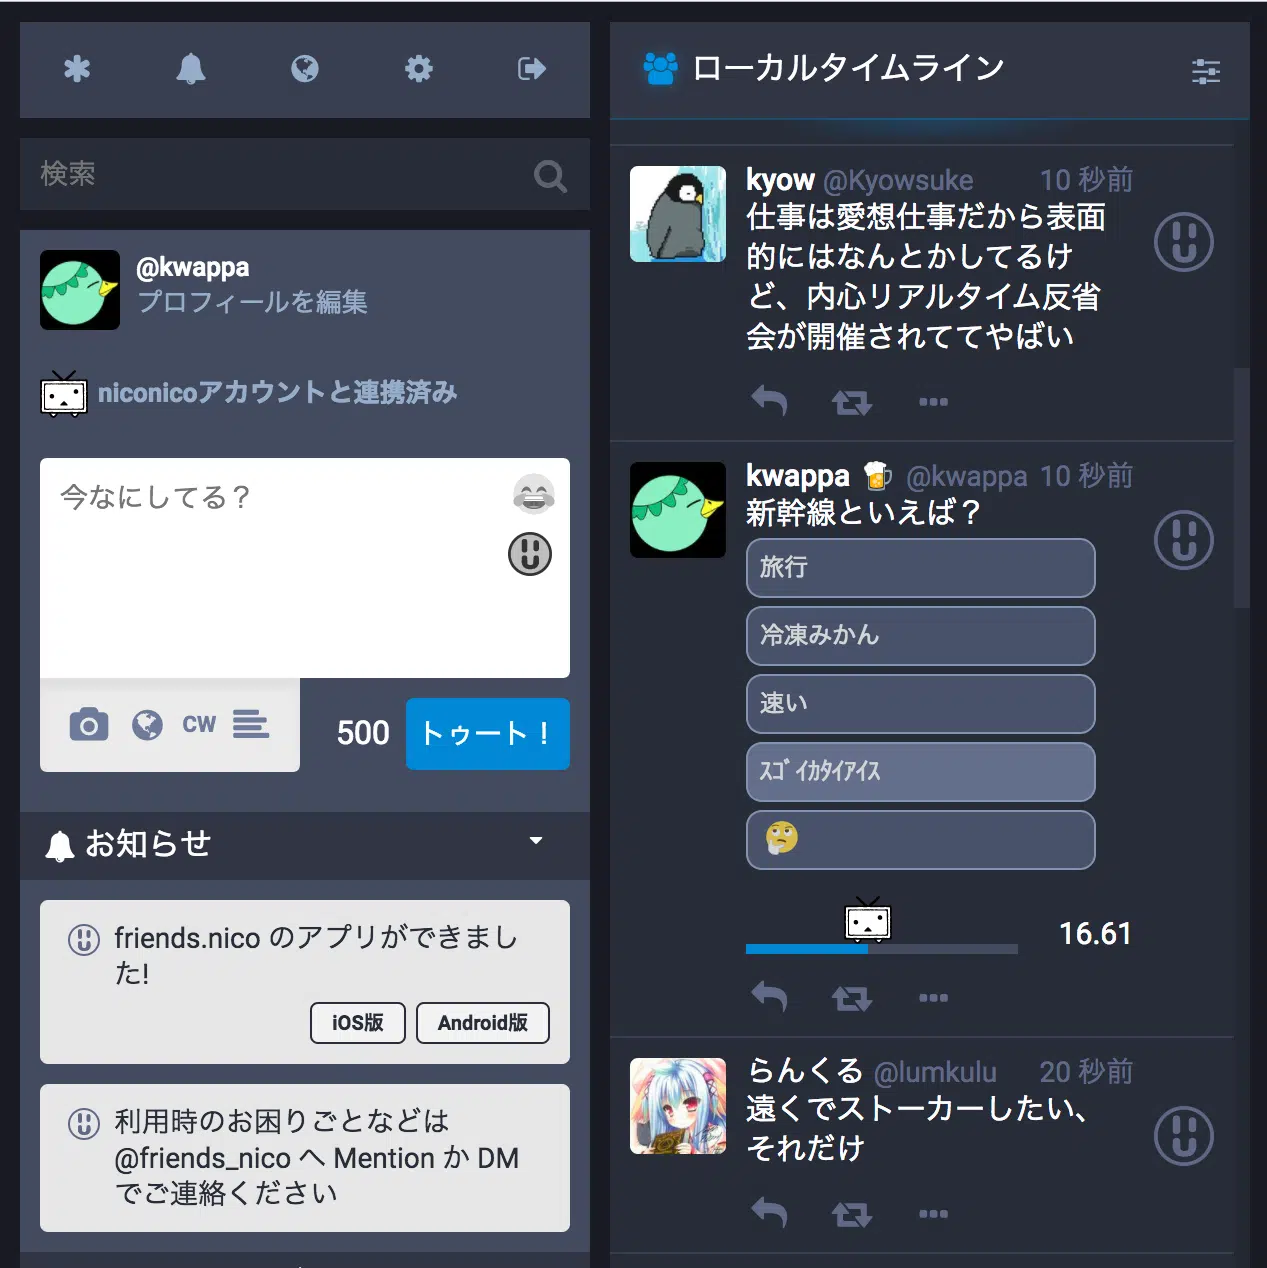 検索
@kwappa
プロフィールを編集
niconicoアカウントと連携済み
今なにしてる？
CW
500
トゥート！
お知らせ
friends.nico のアプリができまし
た!
iOS版
Android版
利用時のお困りごとなどは
@friends_nico へ Mention か DM
でご連絡ください
ローカルタイムライン
kyow @Kyowsuke 10 秒前
仕事は愛想仕事だから表面
的にはなんとかしてるけ
ど、内心リアルタイム反省
会が開催されててやばい
kwappa 🍺 @kwappa 10 秒前
新幹線といえば？
旅行
冷凍みかん
速い
ｽｺﾞｲｶﾀｲｱｲｽ
🤔
16.61
らんくる @lumkulu 20 秒前
遠くでストーカーしたい、
それだけ